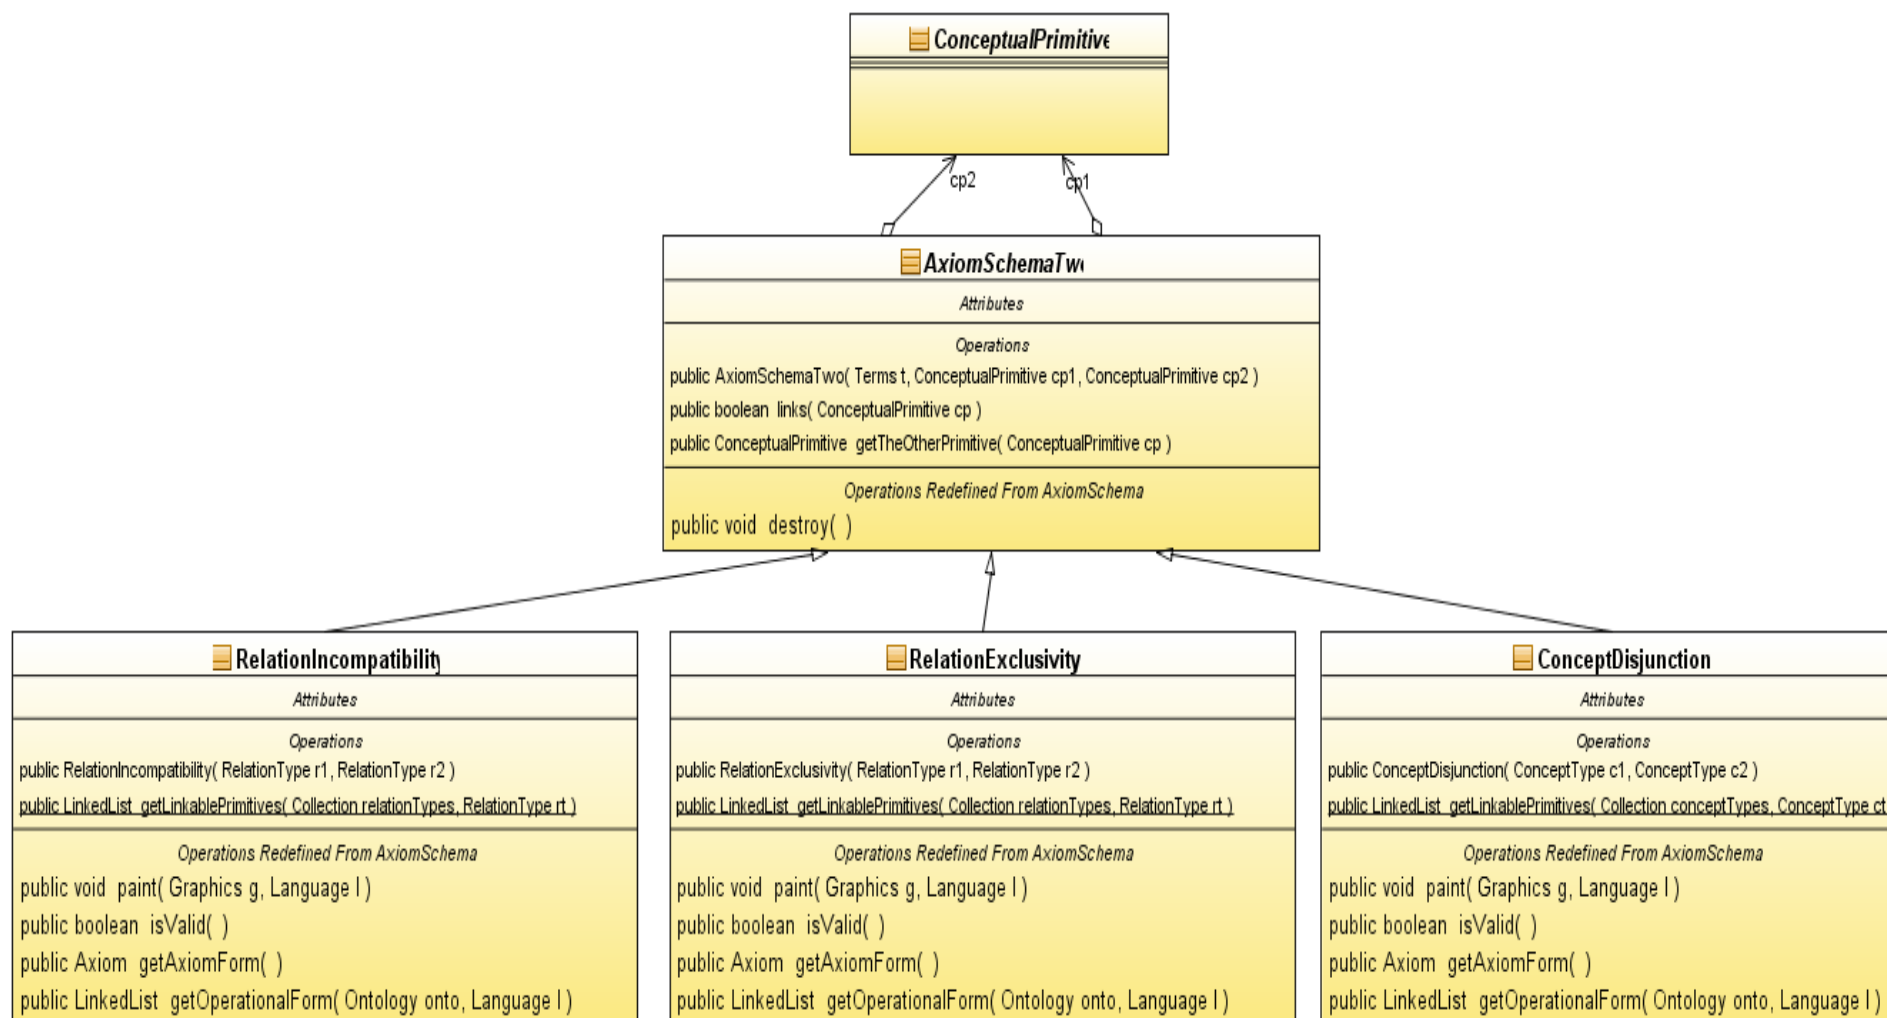 ConceptualPrimitive
cp2
cp1
AxiomSchemaTw
Attributes
Operations
public AxiomSchemaTwo( Terms t, ConceptualPrimitive cp1, ConceptualPrimitive cp2 )
public boolean links( ConceptualPrimitive cp )
public ConceptualPrimitive getTheOtherPrimitive( ConceptualPrimitive cp )
Operations Redefined From AxiomSchema
public void destroy( )
RelationIncompatibility
Attributes
Operations
public RelationIncompatibility( RelationType r1, RelationType r2 )
public LinkedList getLinkablePrimitives( Collection relationTypes, RelationType rt )
Operations Redefined From AxiomSchema
public void paint( Graphics g, Language l )
public boolean isValid( )
public Axiom getAxiomForm( )
public LinkedList getOperationalForm( Ontology onto, Language l )
RelationExclusivity
Attributes
Operations
public RelationExclusivity( RelationType r1, RelationType r2 )
public LinkedList getLinkablePrimitives( Collection relationTypes, RelationType rt )
Operations Redefined From AxiomSchema
public void paint( Graphics g, Language l )
public boolean isValid( )
public Axiom getAxiomForm( )
public LinkedList getOperationalForm( Ontology onto, Language l )
ConceptDisjunction
Attributes
Operations
public ConceptDisjunction( ConceptType c1, ConceptType c2 )
public LinkedList getLinkablePrimitives( Collection conceptTypes, ConceptType ct
Operations Redefined From AxiomSchema
public void paint( Graphics g, Language l )
public boolean isValid( )
public Axiom getAxiomForm( )
public LinkedList getOperationalForm( Ontology onto, Language l )